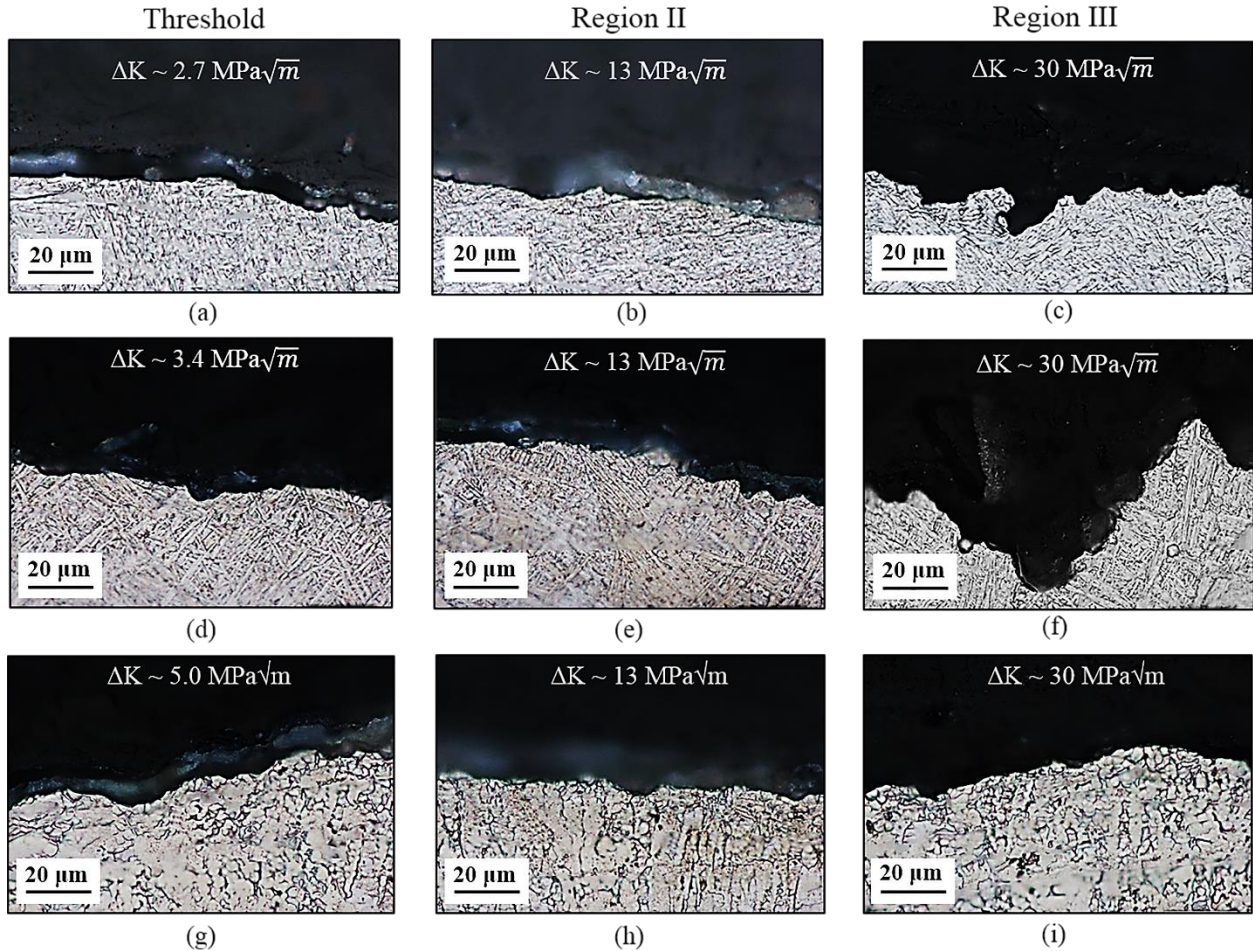 Threshold Region II Region III
ΔK ~ 2.7 MPa√m ΔK ~ 13 MPa√m ΔK ~ 30 MPa√m
20 μm 20 μm 20 μm
(a) (b) (c)
ΔK ~ 3.4 MPa√m ΔK ~ 13 MPa√m ΔK ~ 30 MPa√m
20 μm 20 μm 20 μm
(d) (e) (f)
ΔK ~ 5.0 MPa√m ΔK ~ 13 MPa√m ΔK ~ 30 MPa√m
20 μm 20 μm 20 μm
(g) (h) (i)